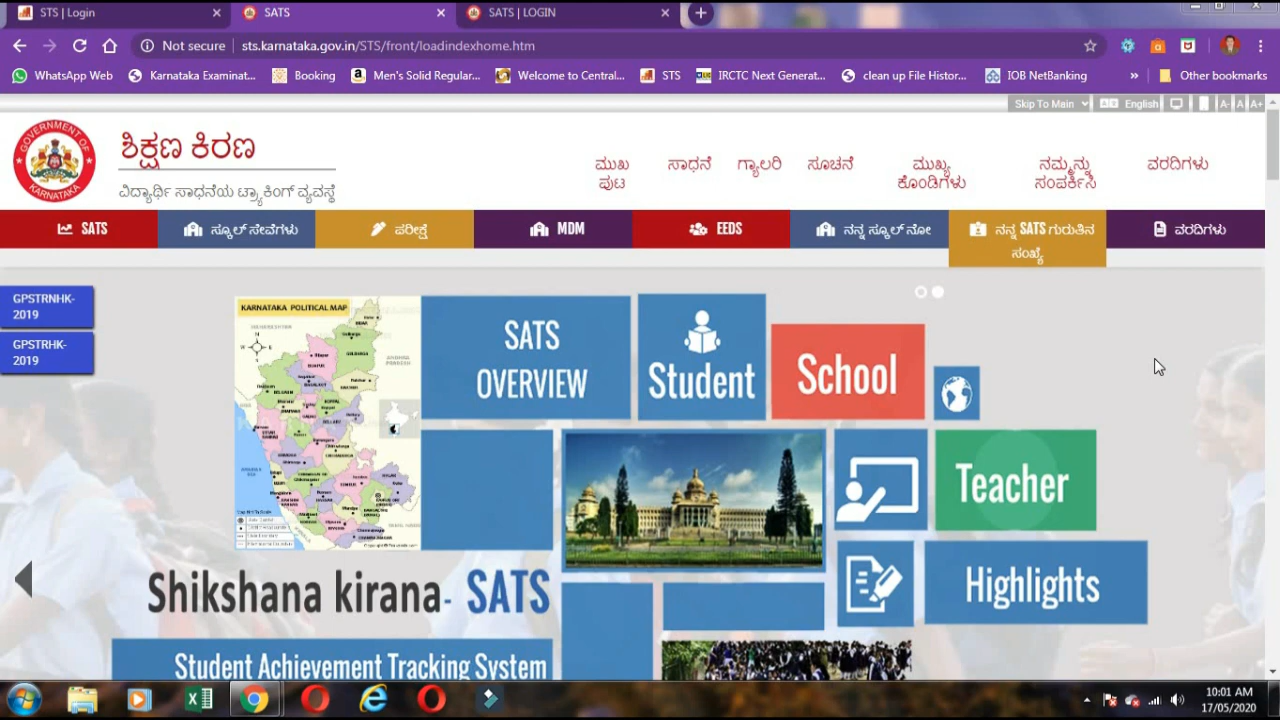 STS | Login
SATS
SATS | LOGIN
Not secure
sts.karnataka.gov.in/STS/front/loadindexhome.htm
WhatsApp Web
Karnataka Examinat...
Booking
Men's Solid Regular...
Welcome to Central...
STS
IRCTC Next Generat...
clean up File Histor...
IOB NetBanking
»
Other bookmarks
Skip To Main
English
A-
A
A+
GOVERNMENT OF
KARNATAKA
ಶಿಕ್ಷಣ ಕಿರಣ
ವಿದ್ಯಾರ್ಥಿ ಸಾಧನೆಯ ಟ್ರ್ಯಾಕಿಂಗ್ ವ್ಯವಸ್ಥೆ
ಮುಖ
ಪುಟ
ಸಾಧನೆ
ಗ್ಯಾಲರಿ
ಸೂಚನೆ
ಮುಖ್ಯ
ಕೊಂಡಿಗಳು
ನಮ್ಮನ್ನು
ಸಂಪರ್ಕಿಸಿ
ವರದಿಗಳು
SATS
ಸ್ಕೂಲ್ ಸೇವೆಗಳು
ಪರೀಕ್ಷೆ
MDM
EEDS
ನನ್ನ ಸ್ಕೂಲ್ ನೋ
ನನ್ನ SATS ಗುರುತಿನ
ಸಂಖ್ಯೆ
ವರದಿಗಳು
GPSTRNHK-
2019
GPSTRHK-
2019
KARNATAKA POLITICAL MAP
SATS
OVERVIEW
Student
School
Teacher
Highlights
Shikshana kirana- SATS
Student Achievement Tracking System
10:01 AM
17/05/2020